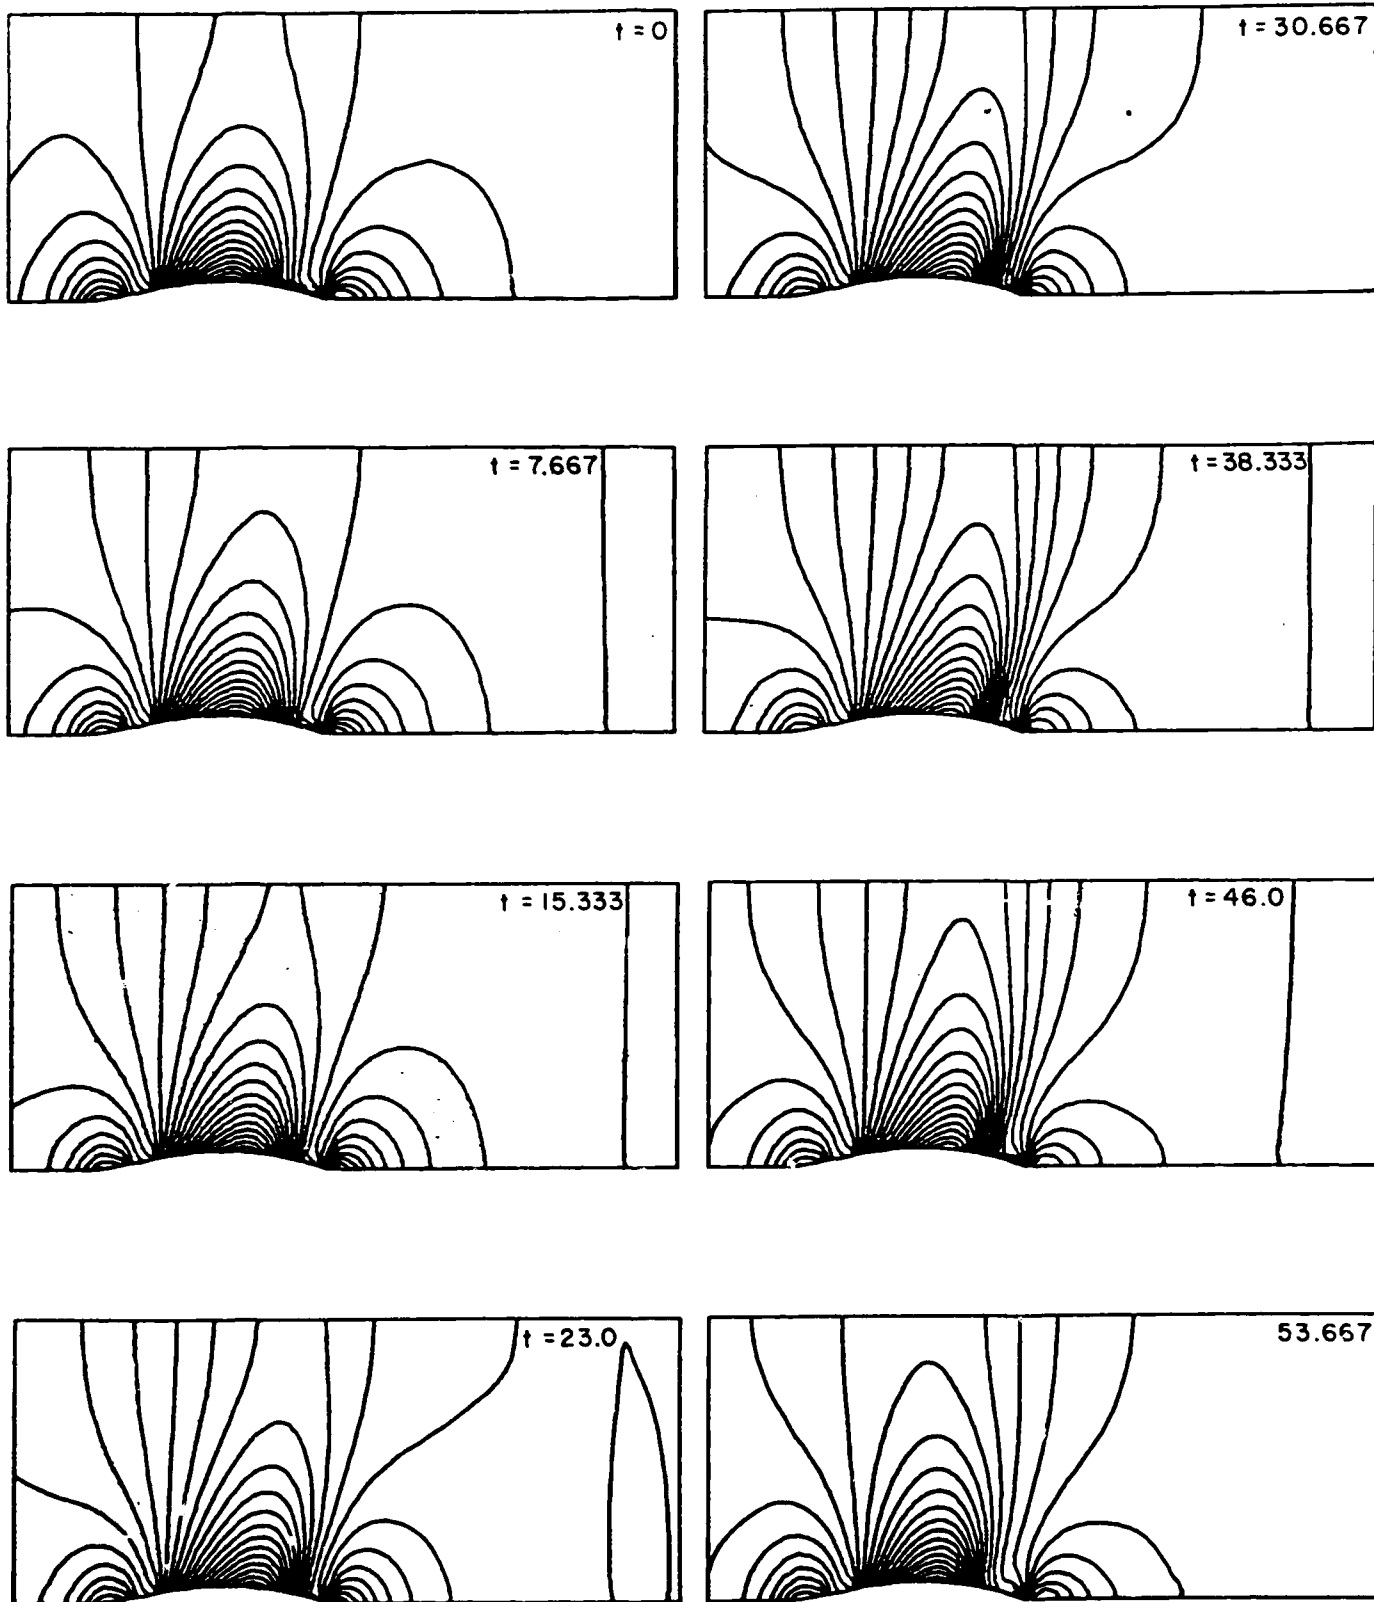 t = 0
t = 30.667
t = 7.667
t = 38.333
t = 15.333
t = 46.0
t = 23.0
53.667